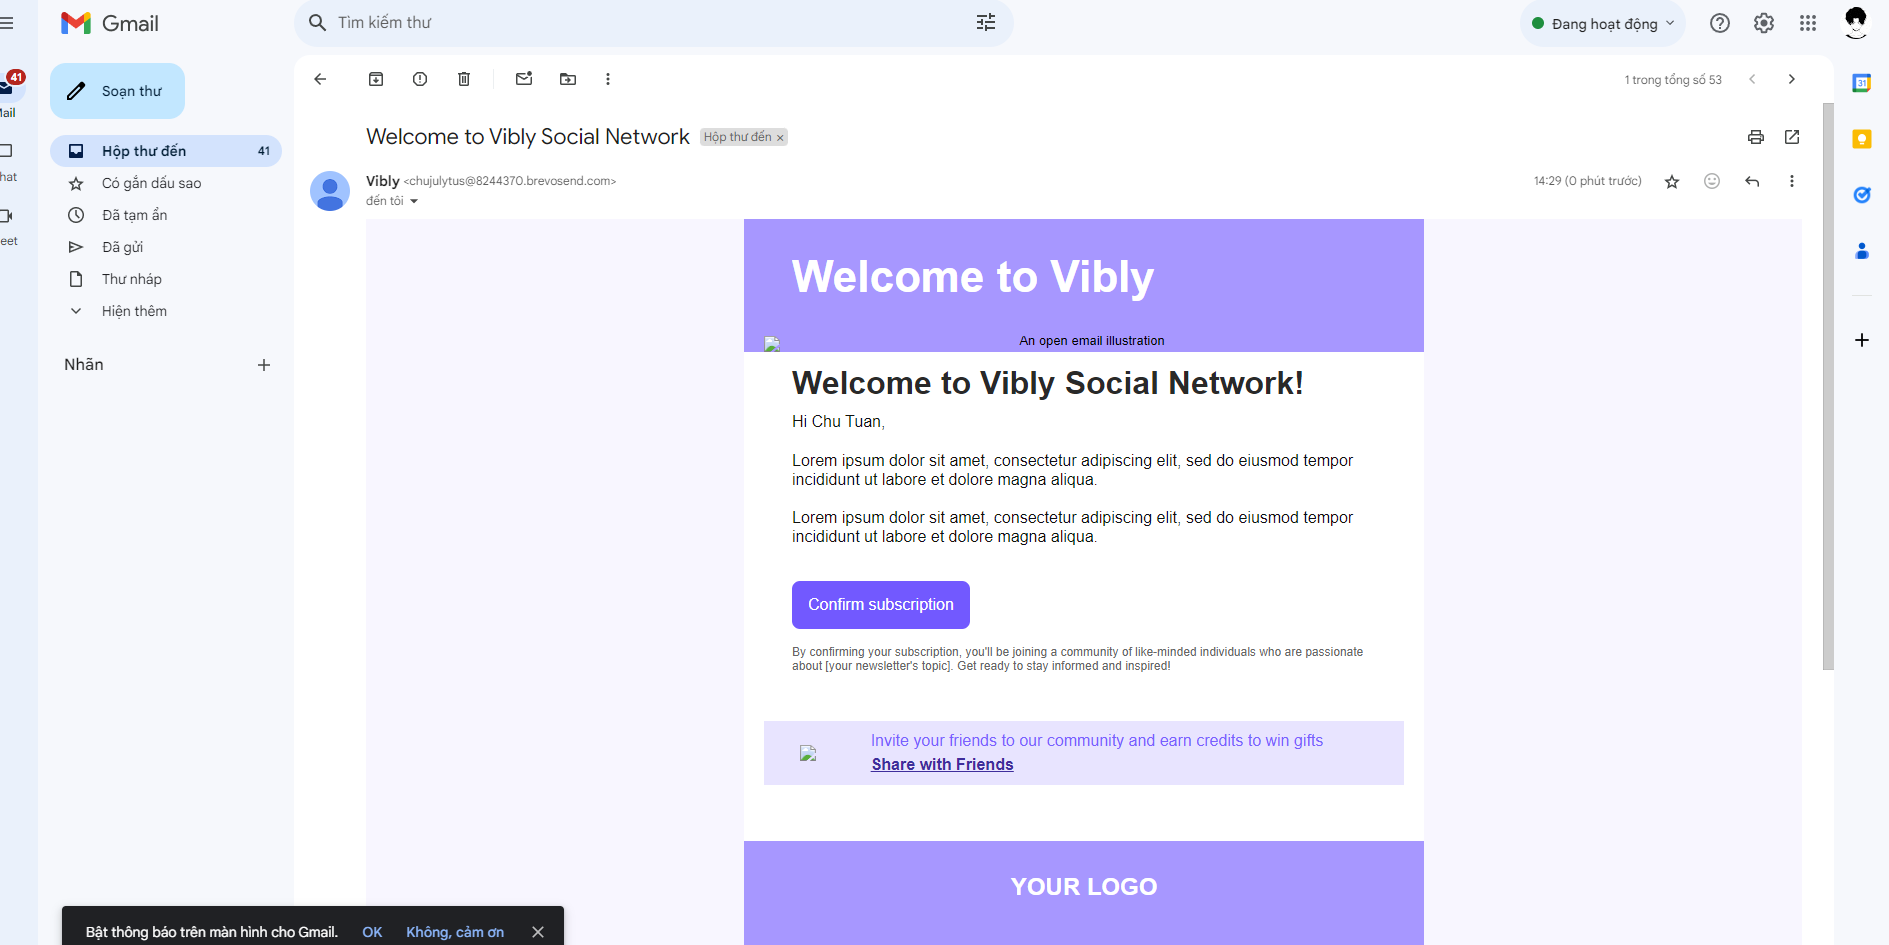 Gmail
Tìm kiếm thư
Đang hoạt động
41
Mail
Soạn thư
1 trong tổng số 53
Hộp thư đến 41
Welcome to Vibly Social Network Hộp thư đến ×
hat
Có gắn dấu sao
Vibly <chujulytus@8244370.brevosend.com>
14:29 (0 phút trước)
đến tôi
Đã tạm ẩn
eet
Đã gửi
Thư nháp
Hiện thêm
Nhãn
31
Welcome to Vibly
An open email illustration
Welcome to Vibly Social Network!
Hi Chu Tuan,
Lorem ipsum dolor sit amet, consectetur adipiscing elit, sed do eiusmod tempor
incididunt ut labore et dolore magna aliqua.
Lorem ipsum dolor sit amet, consectetur adipiscing elit, sed do eiusmod tempor
incididunt ut labore et dolore magna aliqua.
Confirm subscription
By confirming your subscription, you'll be joining a community of like-minded individuals who are passionate
about [your newsletter's topic]. Get ready to stay informed and inspired!
Invite your friends to our community and earn credits to win gifts
Share with Friends
YOUR LOGO
Bật thông báo trên màn hình cho Gmail. OK Không, cảm ơn